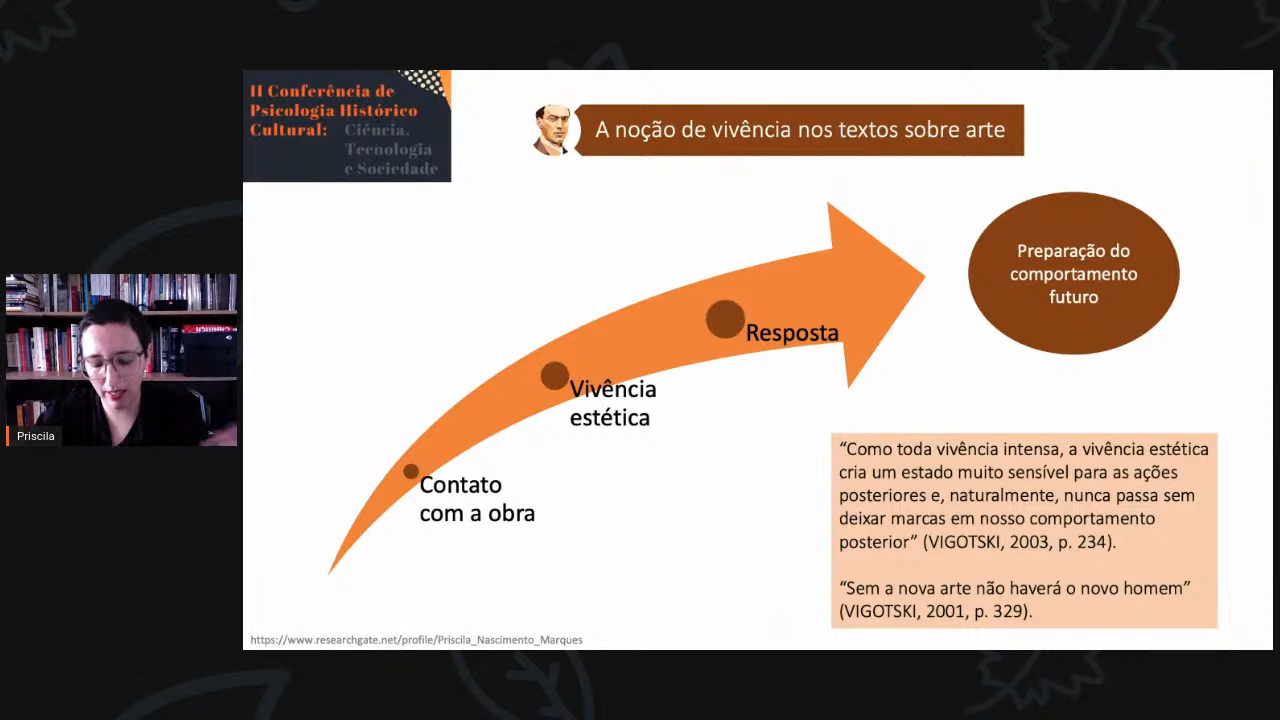 II Conferência de
Psicologia Histórico
Cultural: Ciência,
Tecnologia
e Sociedade
A noção de vivência nos textos sobre arte
Preparação do
comportamento
futuro
Resposta
Vivência
estética
Contato
com a obra
Priscila
“Como toda vivência intensa, a vivência estética
cria um estado muito sensível para as ações
posteriores e, naturalmente, nunca passa sem
deixar marcas em nosso comportamento
posterior” (VIGOTSKI, 2003, p. 234).
“Sem a nova arte não haverá o novo homem”
(VIGOTSKI, 2001, p. 329).
https://www.researchgate.net/profile/Priscila_Nascimento_Marques